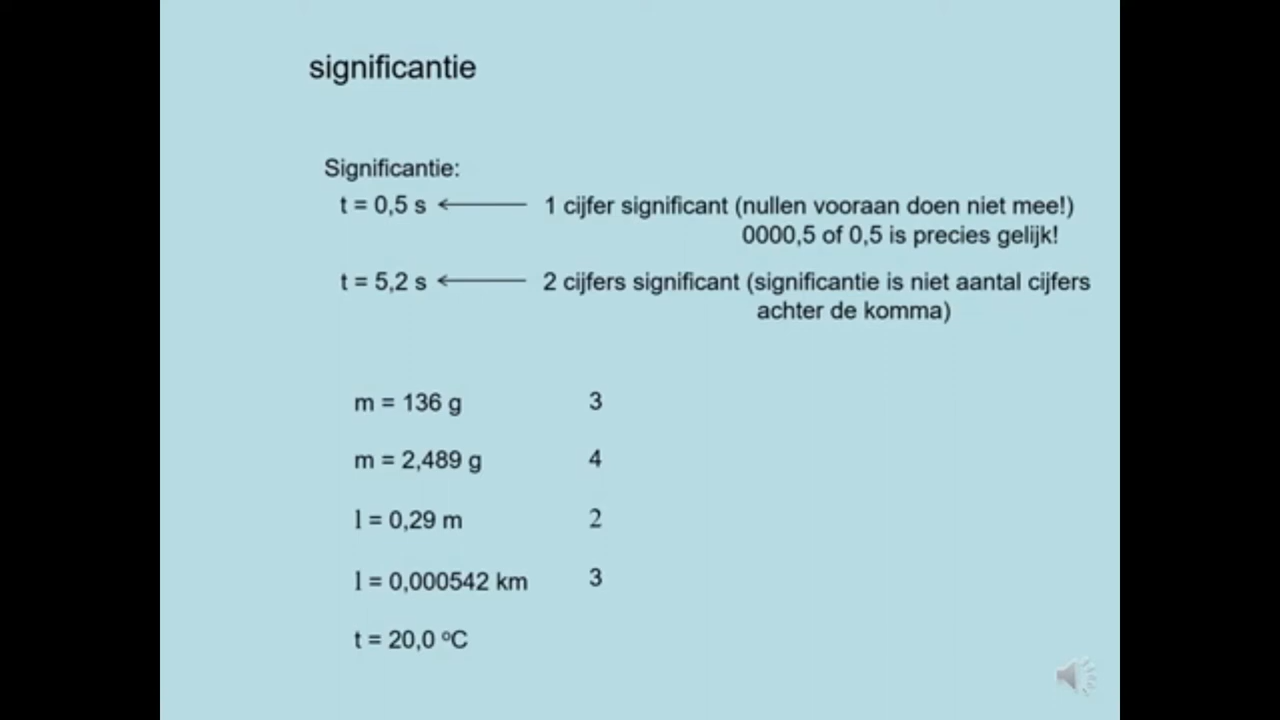 significantie
Significantie:
t = 0,5 s 1 cijfer significant (nullen vooraan doen niet mee!)
0000,5 of 0,5 is precies gelijk!
t = 5,2 s 2 cijfers significant (significantie is niet aantal cijfers
achter de komma)
m = 136 g 3
m = 2,489 g 4
l = 0,29 m 2
l = 0,000542 km 3
t = 20,0 ºC